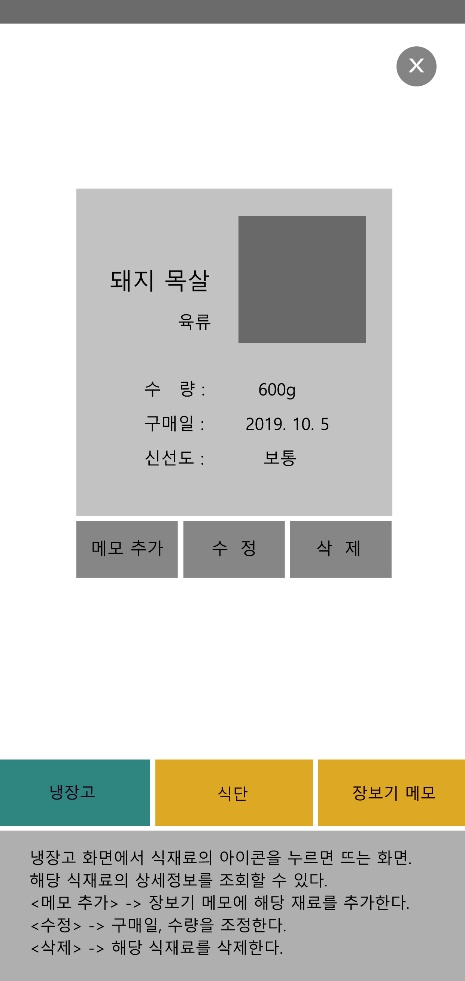 X
돼지 목살
육류
수 량 : 600g
구매일 : 2019. 10. 5
신선도 : 보통
메모 추가 수 정 삭 제
냉장고 식단 장보기 메모
냉장고 화면에서 식재료의 아이콘을 누르면 뜨는 화면.
해당 식재료의 상세정보를 조회할 수 있다.
<메모 추가> -> 장보기 메모에 해당 재료를 추가한다.
<수정> -> 구매일, 수량을 조정한다.
<삭제> -> 해당 식재료를 삭제한다.